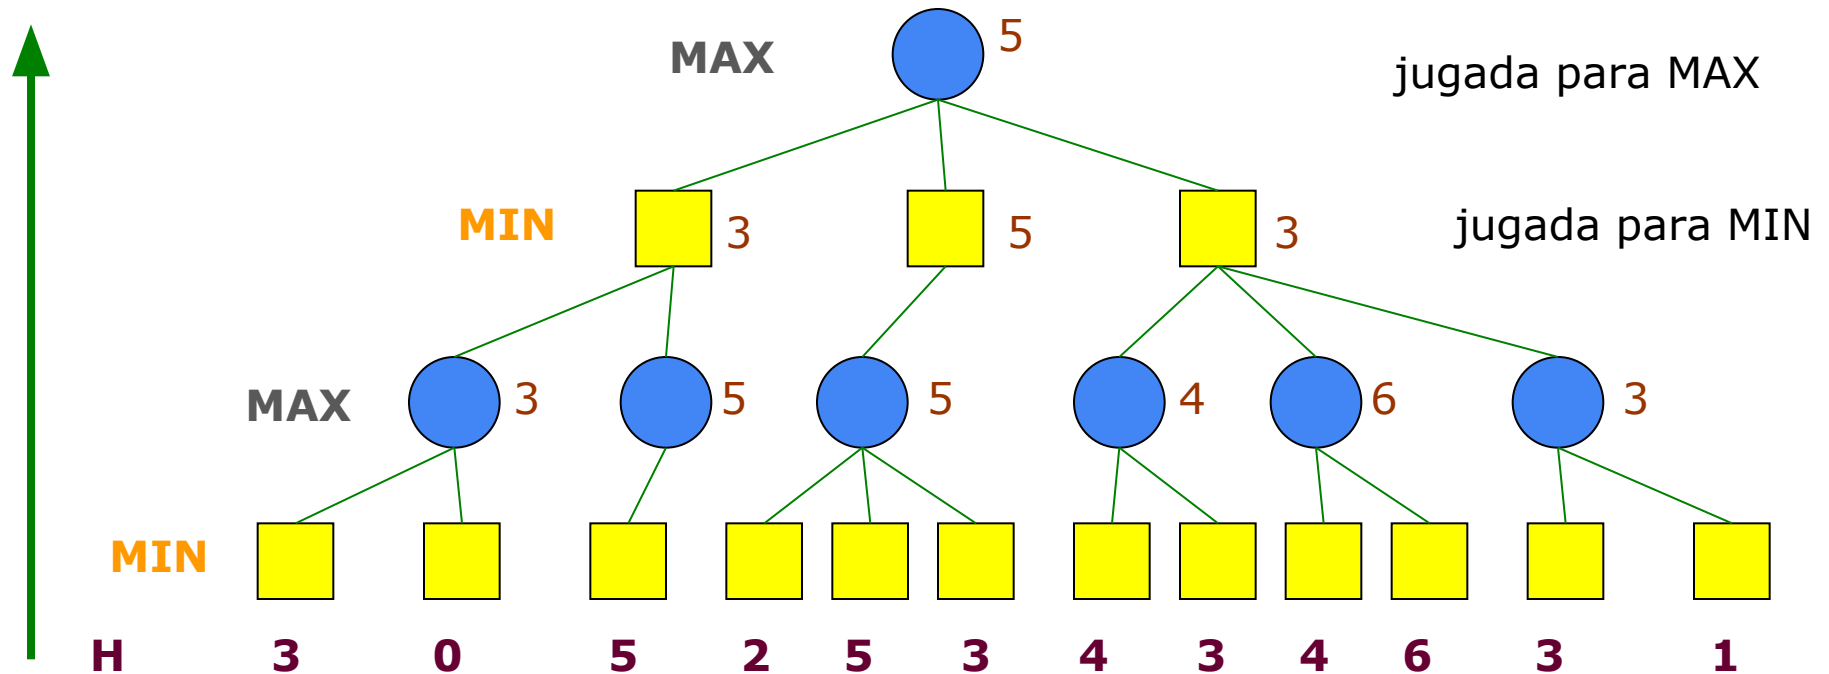 MAX 5 jugada para MAX
MIN 3 5 3 jugada para MIN
MAX 3 5 5 4 6 3
MIN
H 3 0 5 2 5 3 4 3 4 6 3 1